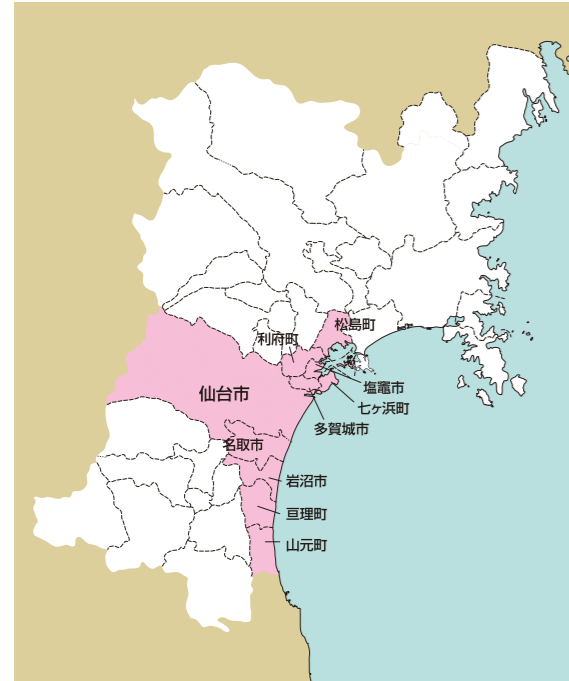 松島町
利府町
塩竈市
仙台市
七ヶ浜町
多賀城市
名取市
岩沼市
亘理町
山元町